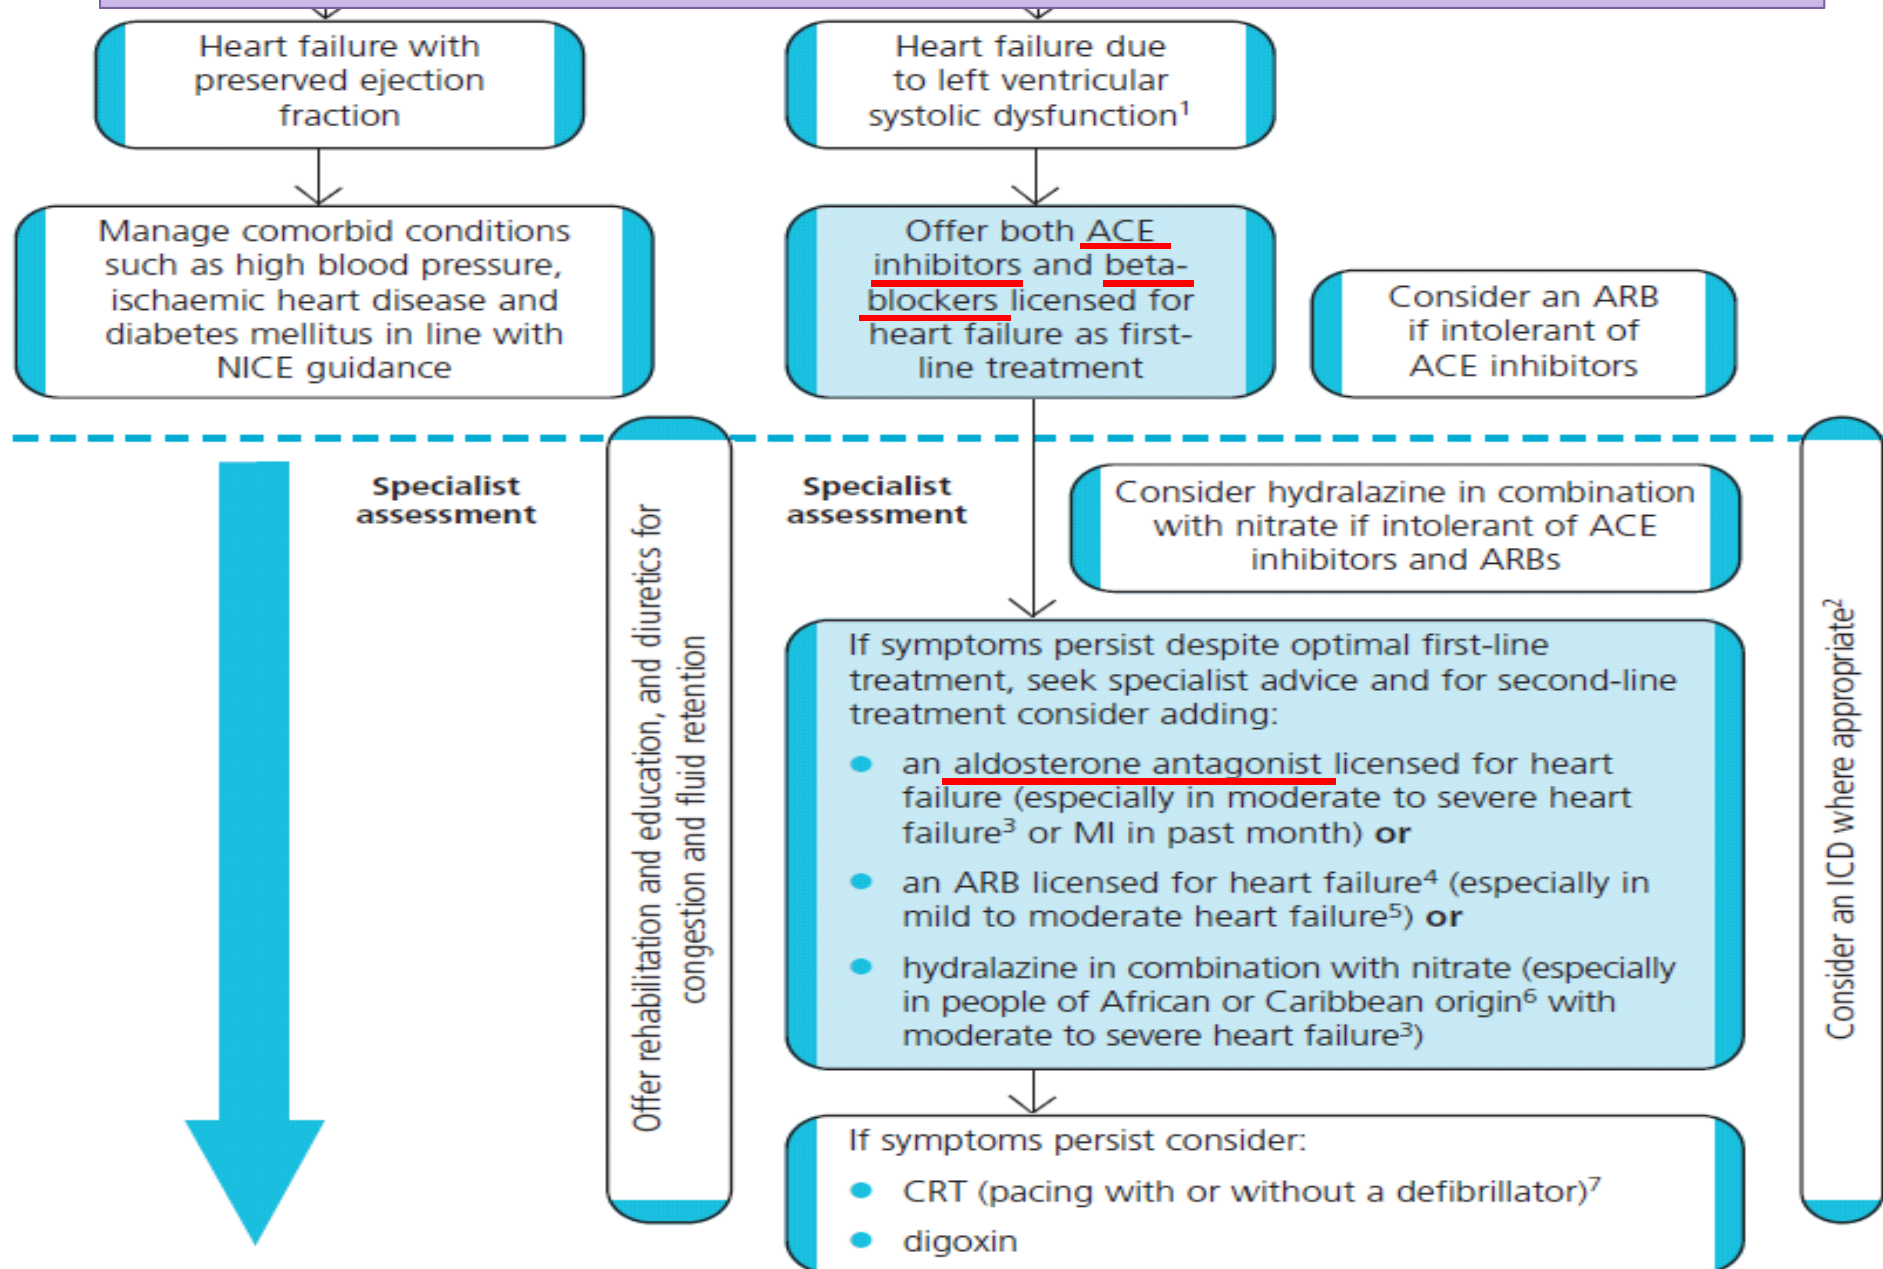 Heart failure with
preserved ejection
fraction
Heart failure due
to left ventricular
systolic dysfunction¹
Manage comorbid conditions
such as high blood pressure,
ischaemic heart disease and
diabetes mellitus in line with
NICE guidance
Offer both ACE
inhibitors and beta-
blockers licensed for
heart failure as first-
line treatment
Consider an ARB
if intolerant of
ACE inhibitors
Specialist
assessment
Offer rehabilitation and education, and diuretics for
congestion and fluid retention
Specialist
assessment
Consider hydralazine in combination
with nitrate if intolerant of ACE
inhibitors and ARBs
Consider an ICD where appropriate²
If symptoms persist despite optimal first-line
treatment, seek specialist advice and for second-line
treatment consider adding:
• an aldosterone antagonist licensed for heart
failure (especially in moderate to severe heart
failure³ or MI in past month) or
• an ARB licensed for heart failure⁴ (especially in
mild to moderate heart failure⁵) or
• hydralazine in combination with nitrate (especially
in people of African or Caribbean origin⁶ with
moderate to severe heart failure³)
If symptoms persist consider:
• CRT (pacing with or without a defibrillator)⁷
• digoxin